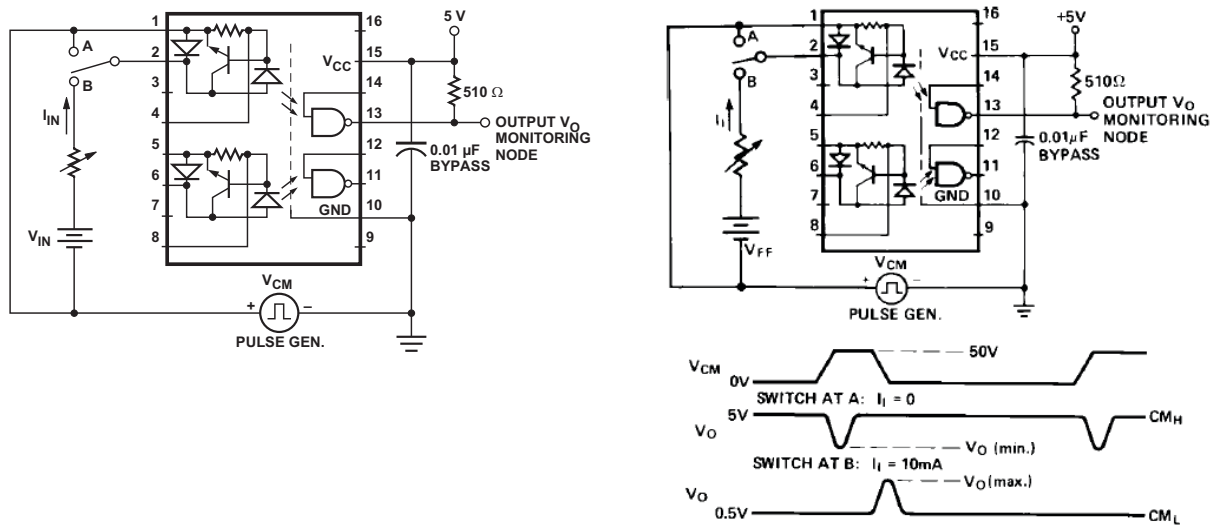 1
16
5 V
A
2
15
VCC
B
3
14
510 Ω
IIN
4
13
OUTPUT VO
MONITORING
NODE
5
12
0.01 µF
BYPASS
6
11
GND
7
10
VIN
8
9
VCM
+
–
PULSE GEN.
1
16
+5V
A
2
15
VCC
B
3
14
510Ω
II
4
13
OUTPUT VO
MONITORING
NODE
5
12
0.01µF
BYPASS
6
11
GND
7
10
8
9
VFF
VCM
+
–
PULSE GEN.
50V
VCM
0V
SWITCH AT A: II = 0
5V
CMH
VO
VO (min.)
SWITCH AT B: II = 10mA
VO (max.)
VO
0.5V
CML